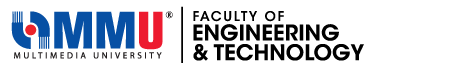 MMU®
MULTIMEDIA UNIVERSITY
FACULTY OF
ENGINEERING
& TECHNOLOGY